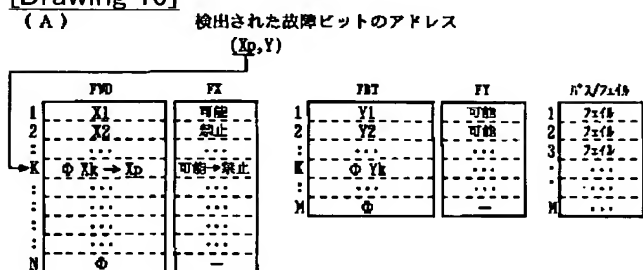 [Drawing 10]
(A) 検出された故障ビットのアドレス
(Xp,Y)
FWD FX FBT FY パス/フェイル
1 X1 可能 1 Y1 可能 1 フェイル
2 X2 禁止 2 Y2 可能 2 フェイル
: ... ... : ... ... 3 フェイル
K Φ Xk→Xp 可能→禁止 K Φ Yk ... . ...
: ... ... : ... ... : ...
: ... ... M Φ — M ...
: ... ...
N Φ —